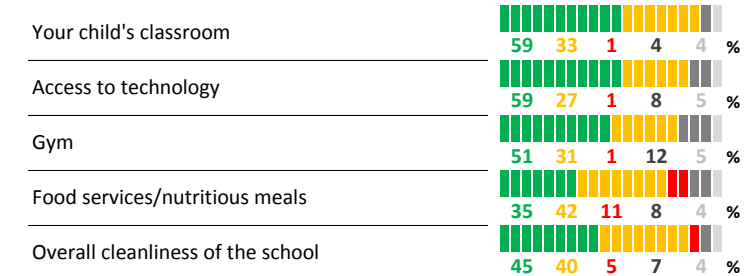 Your child's classroom
59 33 1 4 4 %
Access to technology
59 27 1 8 5 %
Gym
51 31 1 12 5 %
Food services/nutritious meals
35 42 11 8 4 %
Overall cleanliness of the school
45 40 5 7 4 %